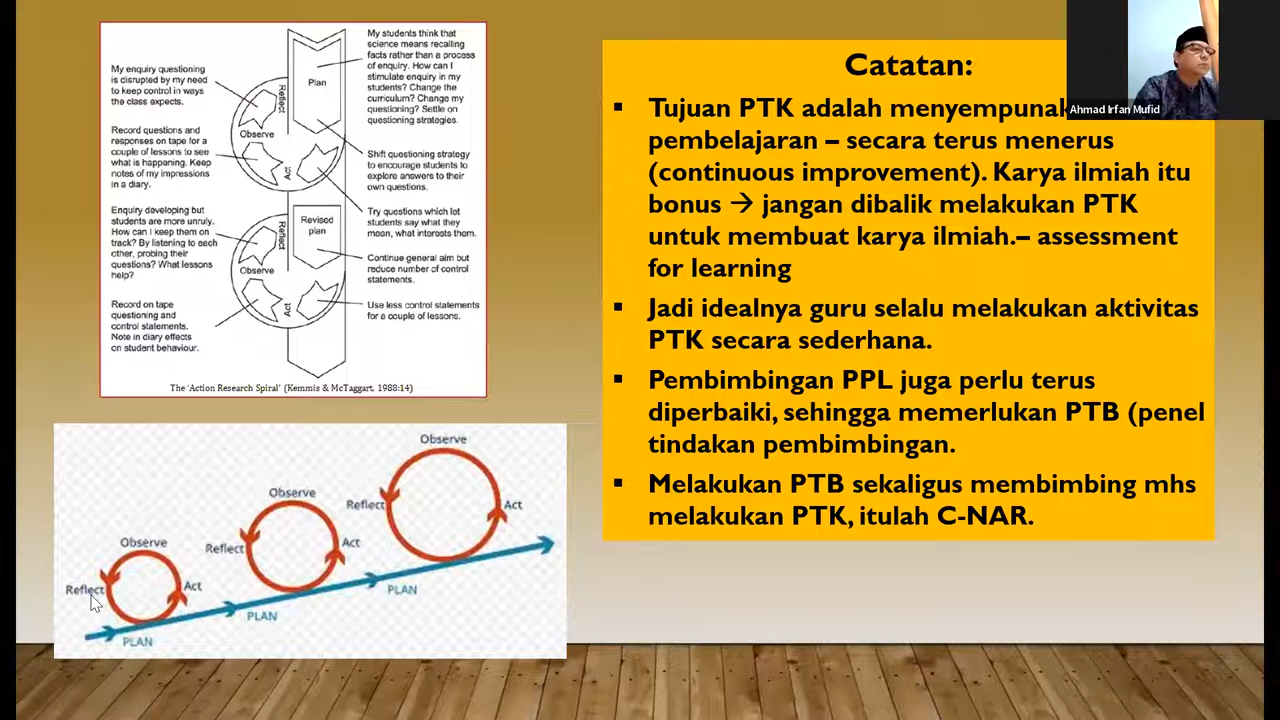 My students think that
science means recalling
facts rather than a process
of enquiry. How can I
stimulate enquiry in my
students? Change the
curriculum? Change my
questioning? Settle on
questioning strategies.
Plan
My enquiry questioning
is disrupted by my need
to keep control in ways
the class expects.
Reflect
Observe
Act
Record questions and
responses on tape for a
couple of lessons to see
what is happening. Keep
notes of my impressions
in a diary.
Shift questioning strategy
to encourage students to
explore answers to their
own questions.
Try questions which let
students say what they
mean, what interests them.
Enquiry developing but
students are more unruly.
How can I keep them on
track? By listening to each
other, probing their
questions? What lessons
help?
Revised
plan
Reflect
Observe
Act
Continue general aim but
reduce number of control
statements.
Record on tape
questioning and
control statements.
Note in diary effects
on student behaviour.
Use less control statements
for a couple of lessons.
The 'Action Research Spiral' (Kemmis & McTaggart, 1988:14)
Observe
Reflect
Act
PLAN
Observe
Reflect
Act
PLAN
Observe
Reflect
Act
PLAN
Catatan:
▪ Tujuan PTK adalah menyempunak
pembelajaran – secara terus menerus
(continuous improvement). Karya ilmiah itu
bonus → jangan dibalik melakukan PTK
untuk membuat karya ilmiah.– assessment
for learning
▪ Jadi idealnya guru selalu melakukan aktivitas
PTK secara sederhana.
▪ Pembimbingan PPL juga perlu terus
diperbaiki, sehingga memerlukan PTB (penel
tindakan pembimbingan.
▪ Melakukan PTB sekaligus membimbing mhs
melakukan PTK, itulah C-NAR.
Ahmad Irfan Mufid